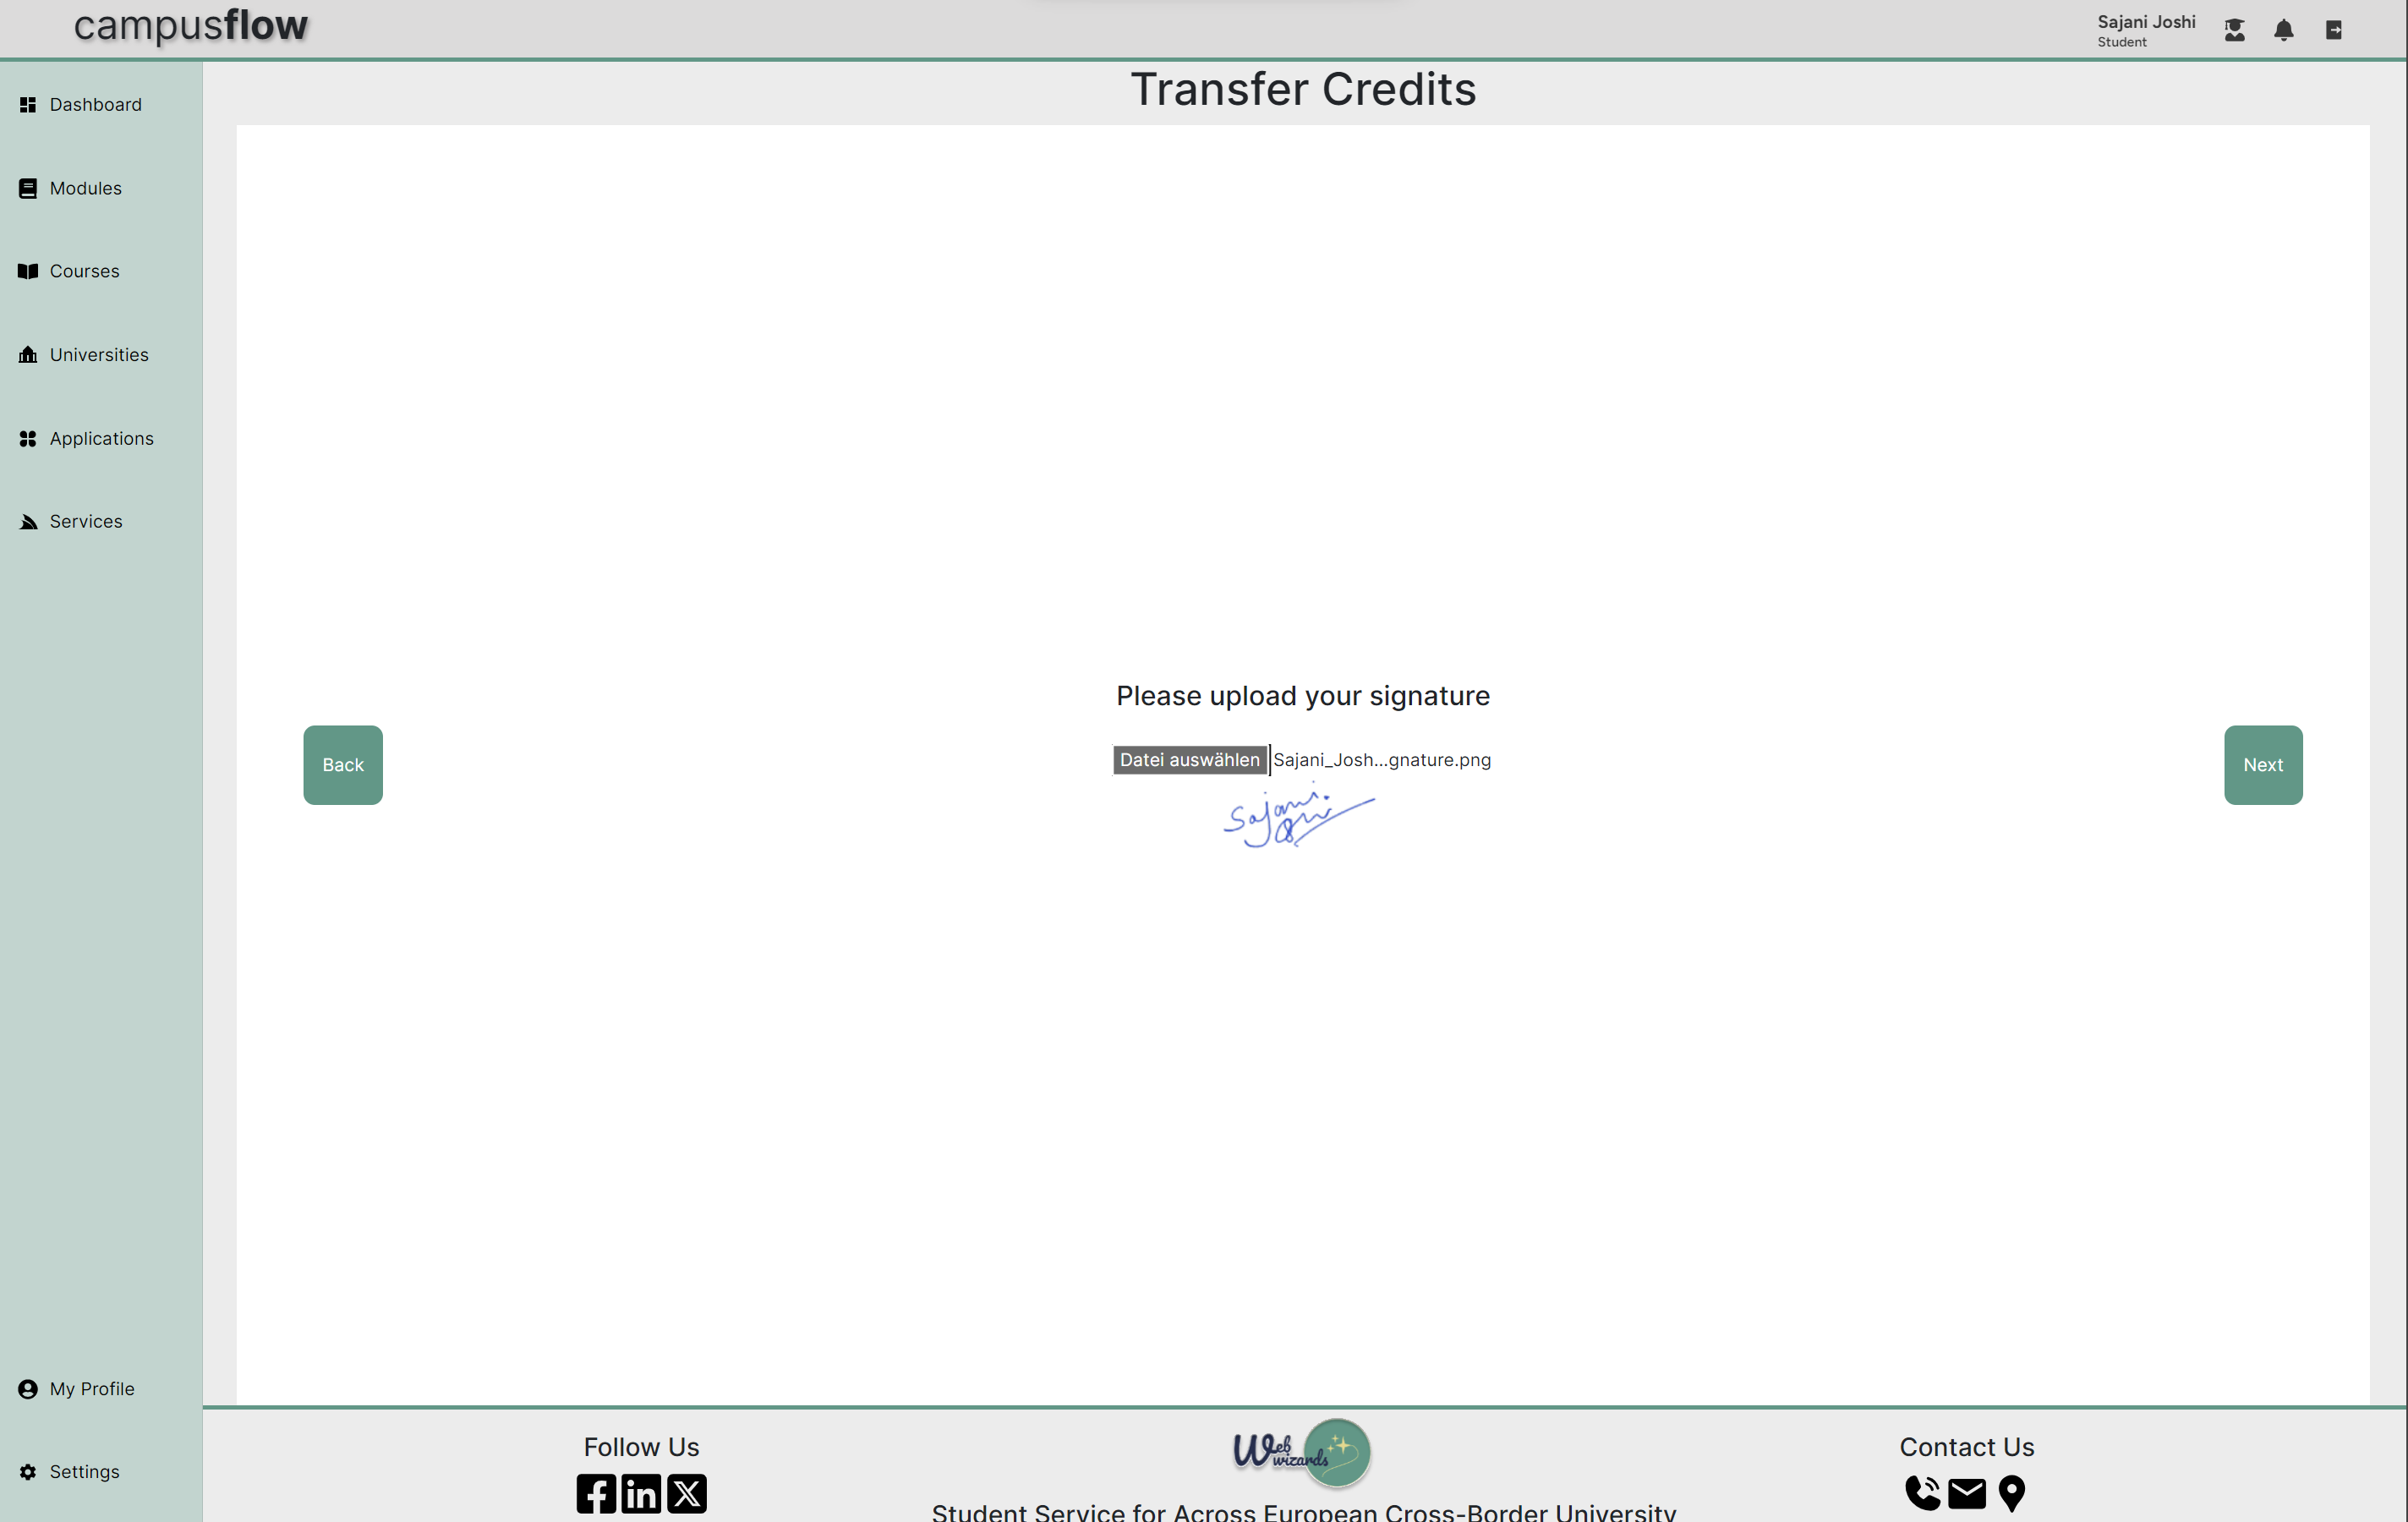 campusflow
Sajani Joshi
Student
Dashboard
Modules
Courses
Universities
Applications
Services
My Profile
Settings
Transfer Credits
Please upload your signature
Datei auswählen Sajani_Josh...gnature.png
Sajani
Back
Next
Follow Us
Web
wizards
Student Service for Across European Cross-Border University
Contact Us